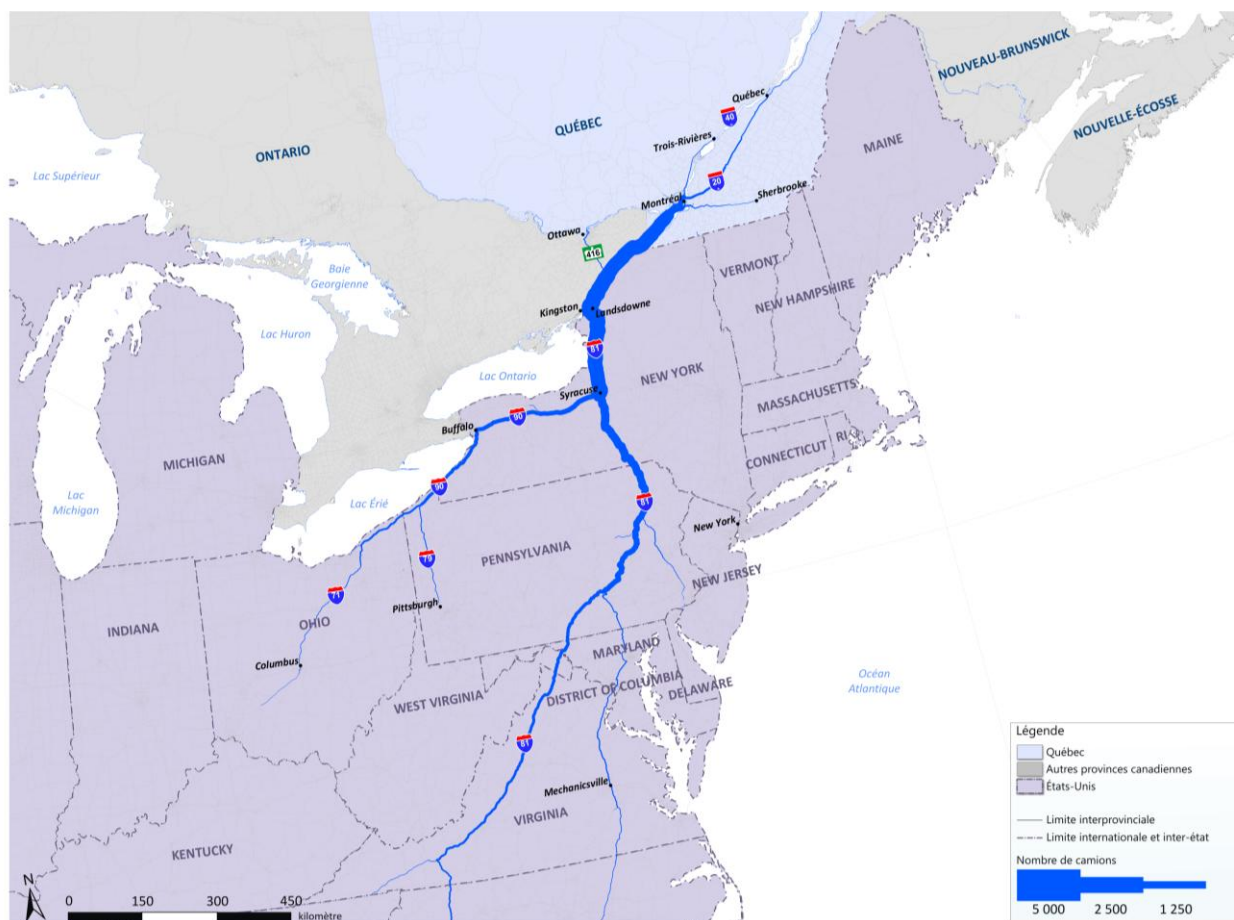 NOUVEAU-BRUNSWICK
Québec
40
QUÉBEC
Trois-Rivières
NOUVELLE-ÉCOSSE
ONTARIO
MAINE
Lac Supérieur
20
Sherbrooke
Montréal
Ottawa
416
VERMONT
Baie
Georgienne
NEW HAMPSHIRE
Kingston
Landsdowne
Lac Huron
81
Lac Ontario
NEW YORK
Syracuse
MASSACHUSETTS
90
Buffalo
CONNECTICUT
RI
MICHIGAN
90
Lac Érié
Lac
Michigan
81
New York
PENNSYLVANIA
79
NEW JERSEY
71
Pittsburgh
INDIANA
OHIO
MARYLAND
Columbus
DISTRICT OF COLUMBIA
DELAWARE
WEST VIRGINIA
Océan
Atlantique
81
Mechanicsville
VIRGINIA
KENTUCKY
N
0 150 300 450
kilomètre
Légende
Québec
Autres provinces canadiennes
États-Unis
Limite interprovinciale
Limite internationale et inter-état
Nombre de camions
5 000 2 500 1 250